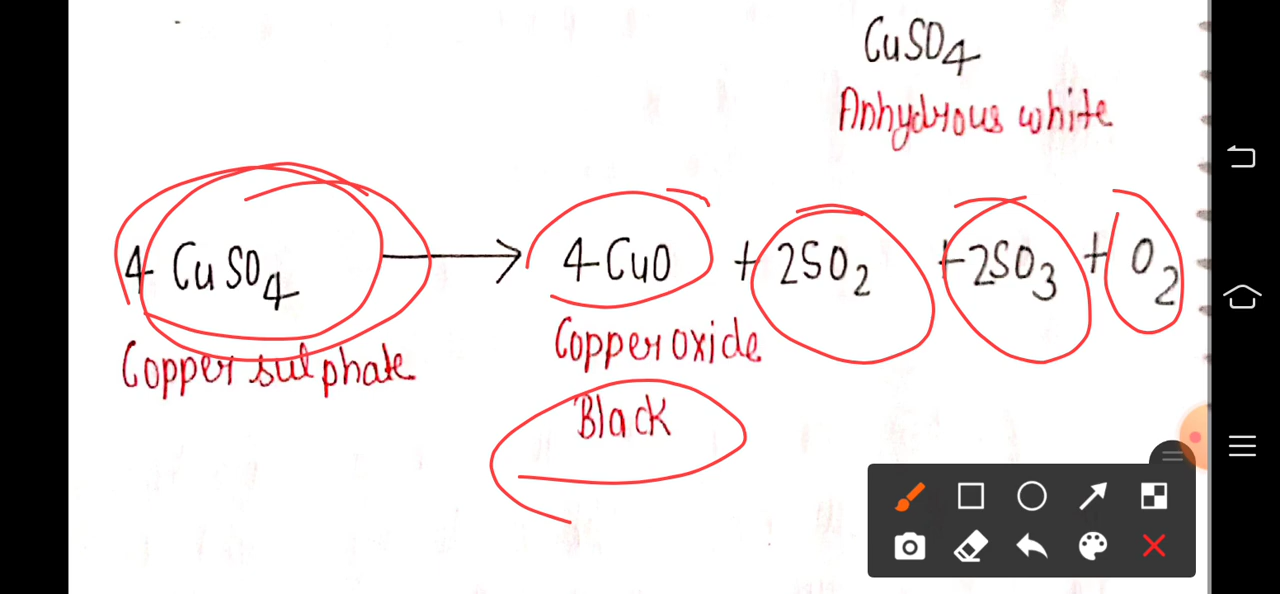 CuSO4
Anhydrous white
4 CuSO4 → 4 CuO + 2SO2 + 2SO3 + O2
Copper sulphate
Copper oxide
Black